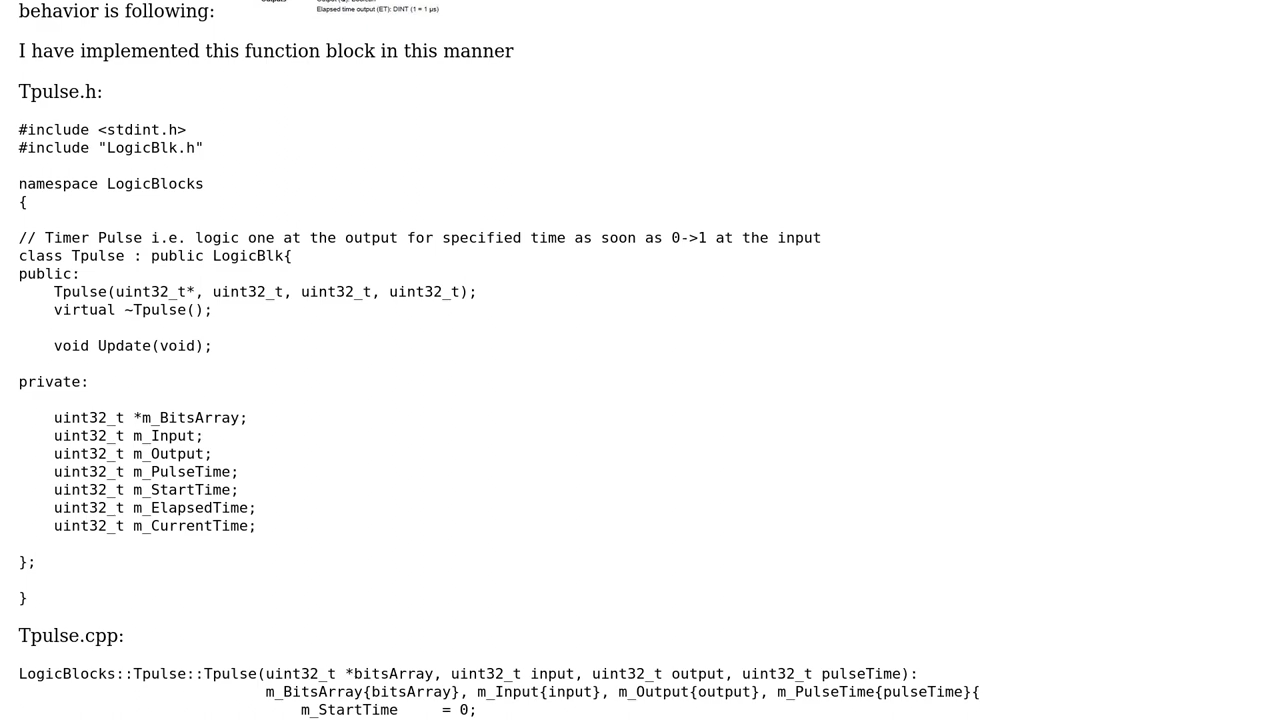 behavior is following:
Elapsed time output (ET): DINT (1 = 1 µs)
I have implemented this function block in this manner
Tpulse.h:
#include <stdint.h>
#include "LogicBlk.h"
namespace LogicBlocks
{
// Timer Pulse i.e. logic one at the output for specified time as soon as 0->1 at the input
class Tpulse : public LogicBlk{
public:
    Tpulse(uint32_t*, uint32_t, uint32_t, uint32_t);
    virtual ~Tpulse();
    void Update(void);
private:
    uint32_t *m_BitsArray;
    uint32_t m_Input;
    uint32_t m_Output;
    uint32_t m_PulseTime;
    uint32_t m_StartTime;
    uint32_t m_ElapsedTime;
    uint32_t m_CurrentTime;
};
}
Tpulse.cpp:
LogicBlocks::Tpulse::Tpulse(uint32_t *bitsArray, uint32_t input, uint32_t output, uint32_t pulseTime):
                            m_BitsArray{bitsArray}, m_Input{input}, m_Output{output}, m_PulseTime{pulseTime}{
                                m_StartTime     = 0;